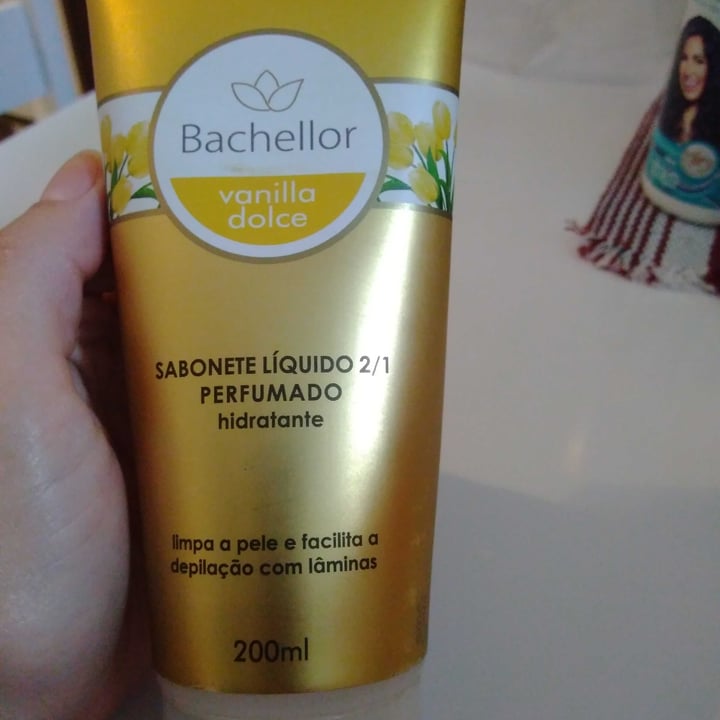 Bachellor
vanilla
dolce
SABONETE LÍQUIDO 2/1
PERFUMADO
hidratante
limpa a pele e facilita a
depilação com lâminas
200ml